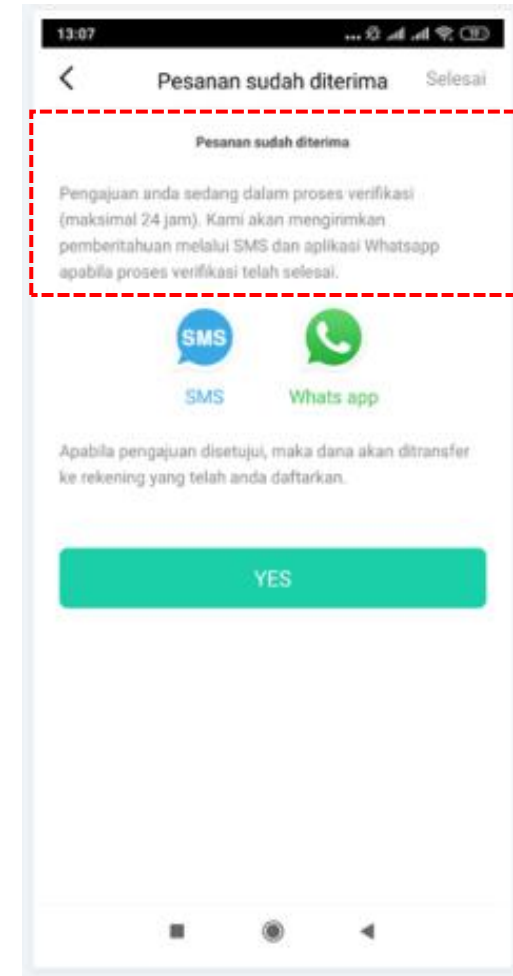 13:07
Pesanan sudah diterima
Selesai
Pesanan sudah diterima
Pengajuan anda sedang dalam proses verifikasi
(maksimal 24 jam). Kami akan mengirimkan
pemberitahuan melalui SMS dan aplikasi Whatsapp
apabila proses verifikasi telah selesai.
SMS
SMS
Whats app
Apabila pengajuan disetujui, maka dana akan ditransfer
ke rekening yang telah anda daftarkan.
YES